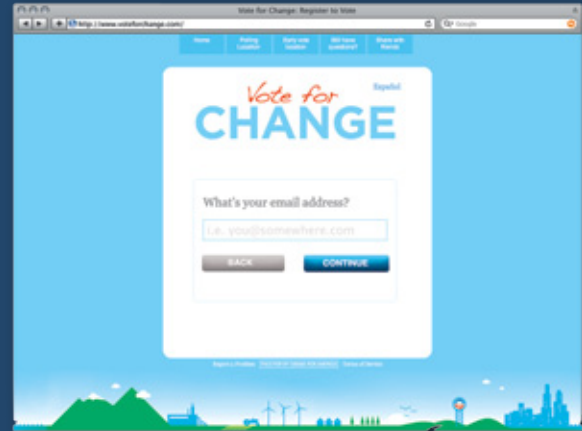 Vote for Change: Register to Vote
http://www.voteforchange.com/
Google
Home
Polling Location
Early vote location
Still have questions?
Share with friends
Español
Vote for
CHANGE
What's your email address?
i.e. you@somewhere.com
BACK
CONTINUE
Terms of Service